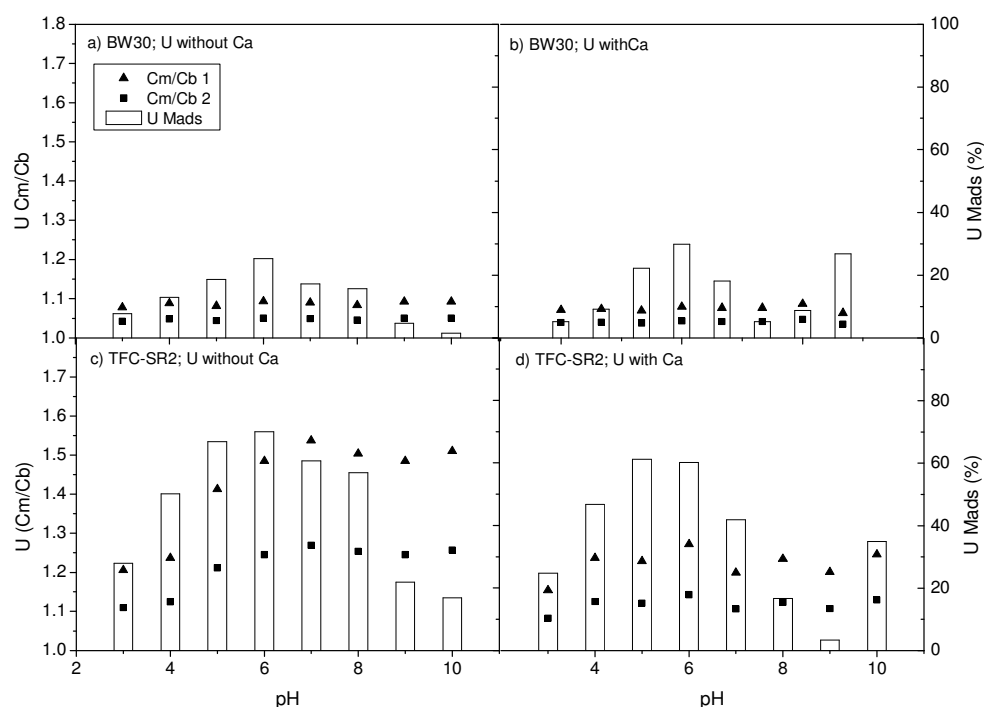 a) BW30; U without Ca
b) BW30; U withCa
Cm/Cb 1
Cm/Cb 2
U Mads
1.8
1.7
1.6
1.5
1.4
1.3
1.2
1.1
1.0
U Cm/Cb
100
80
60
40
20
0
U Mads (%)
c) TFC-SR2; U without Ca
d) TFC-SR2; U with Ca
1.7
1.6
1.5
1.4
1.3
1.2
1.1
1.0
U (Cm/Cb)
80
60
40
20
0
U Mads (%)
2 4 6 8 10
4 6 8 10
pH
pH